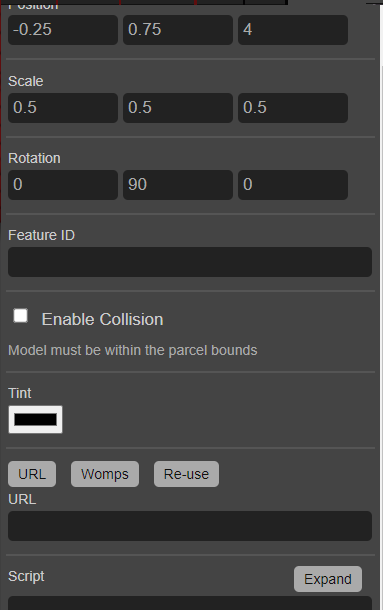 Position
-0.25 0.75 4
Scale
0.5 0.5 0.5
Rotation
0 90 0
Feature ID
Enable Collision
Model must be within the parcel bounds
Tint
URL Womps Re-use
URL
Script Expand